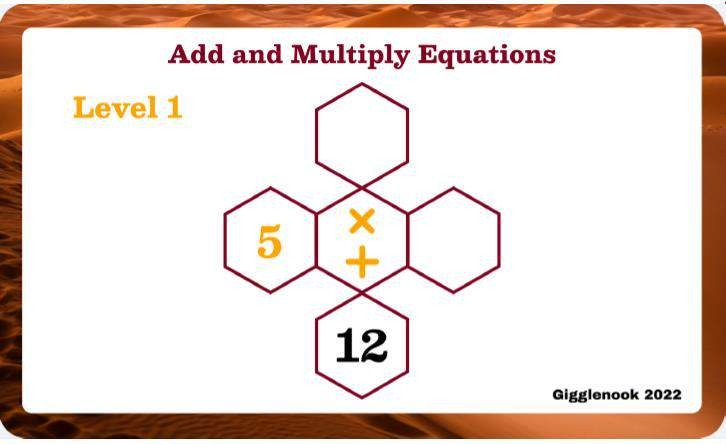 Add and Multiply Equations
Level 1
5
×
+
12
Gigglenook 2022